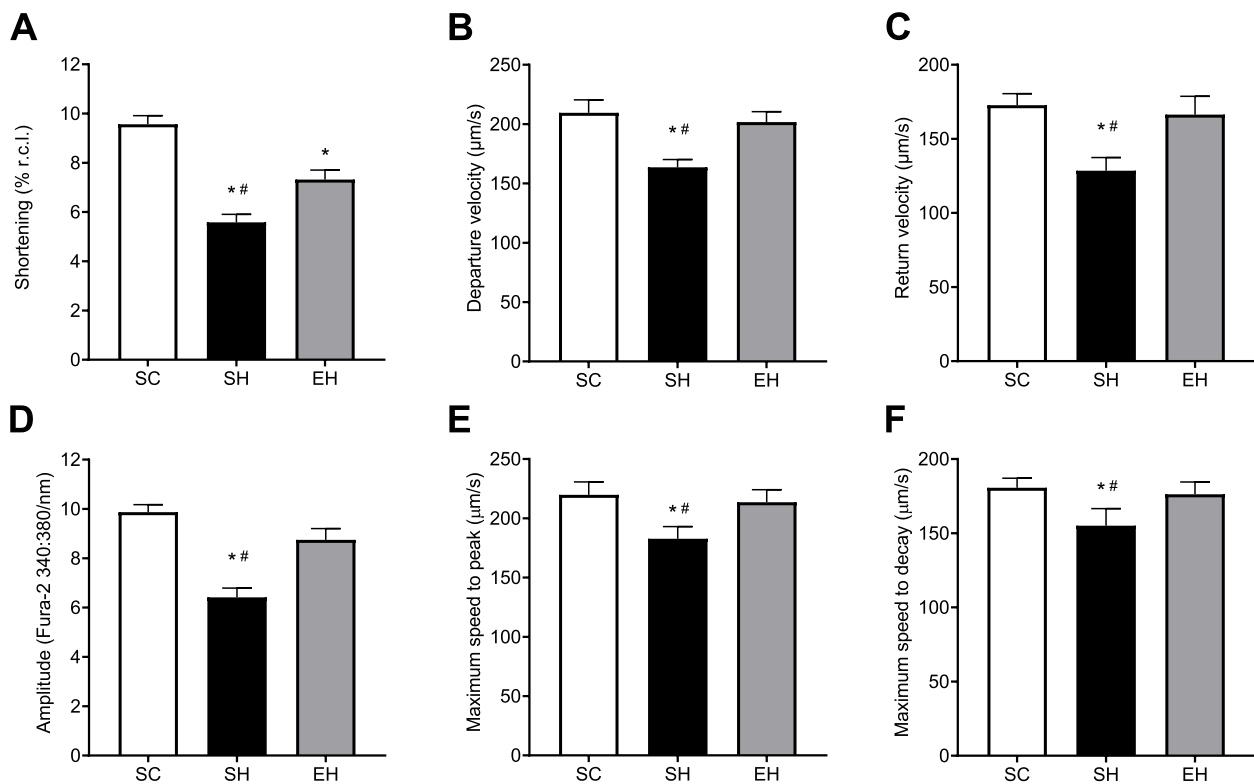 A
Shortening (% r.c.l.)
12
10
8
6
4
2
0
* #
*
SC SH EH
B
Departure velocity (μm/s)
250
200
150
100
50
0
* #
SC SH EH
C
Return velocity (μm/s)
200
150
100
50
0
* #
SC SH EH
D
Amplitude (Fura-2 340:380/nm)
12
10
8
6
4
2
0
* #
SC SH EH
E
Maximum speed to peak (μm/s)
250
200
150
100
50
0
* #
SC SH EH
F
Maximum speed to decay (μm/s)
200
150
100
50
0
* #
SC SH EH